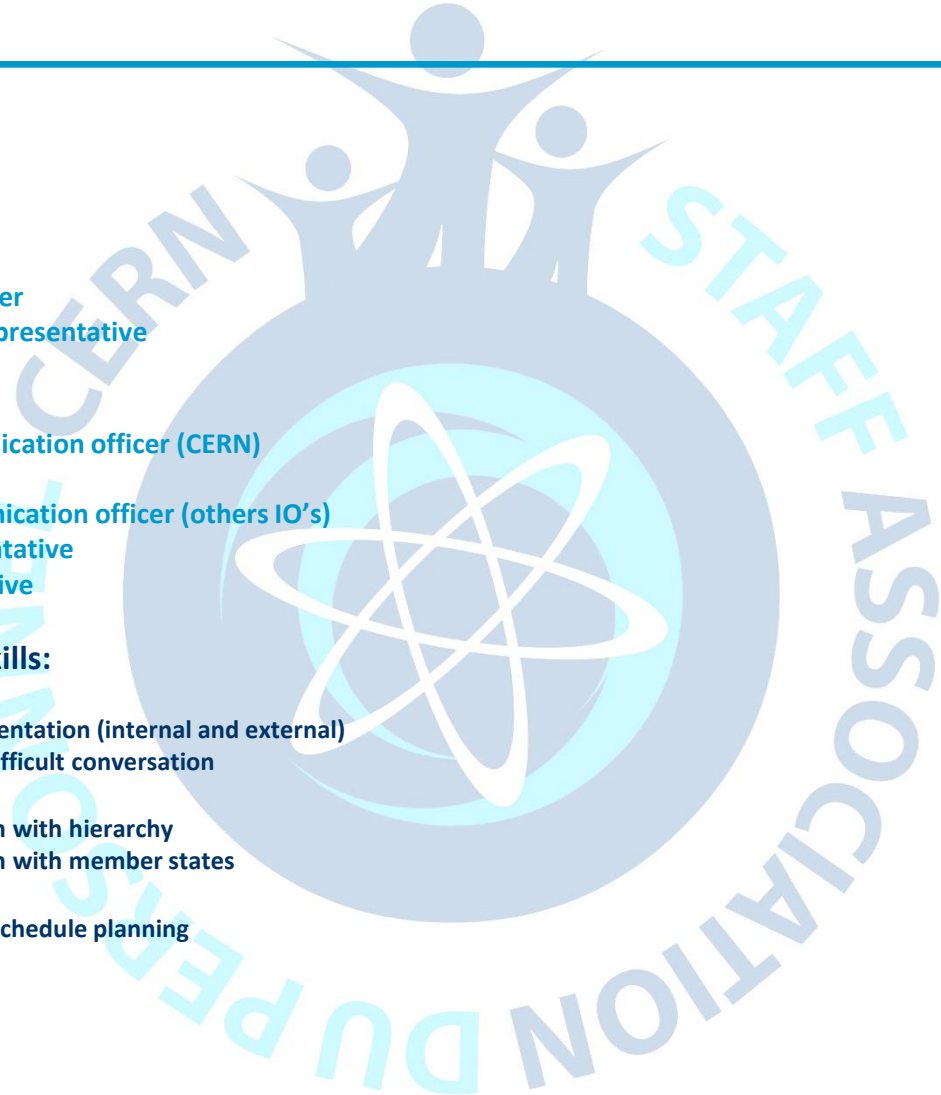 er
presentative
ication officer (CERN)
nication officer (others IO's)
tative
ive
kills:
entation (internal and external)
fficult conversation
n with hierarchy
n with member states
chedule planning
CERN STAFF ASSOCIATION
ASSOCIATION DU PERSONNEL